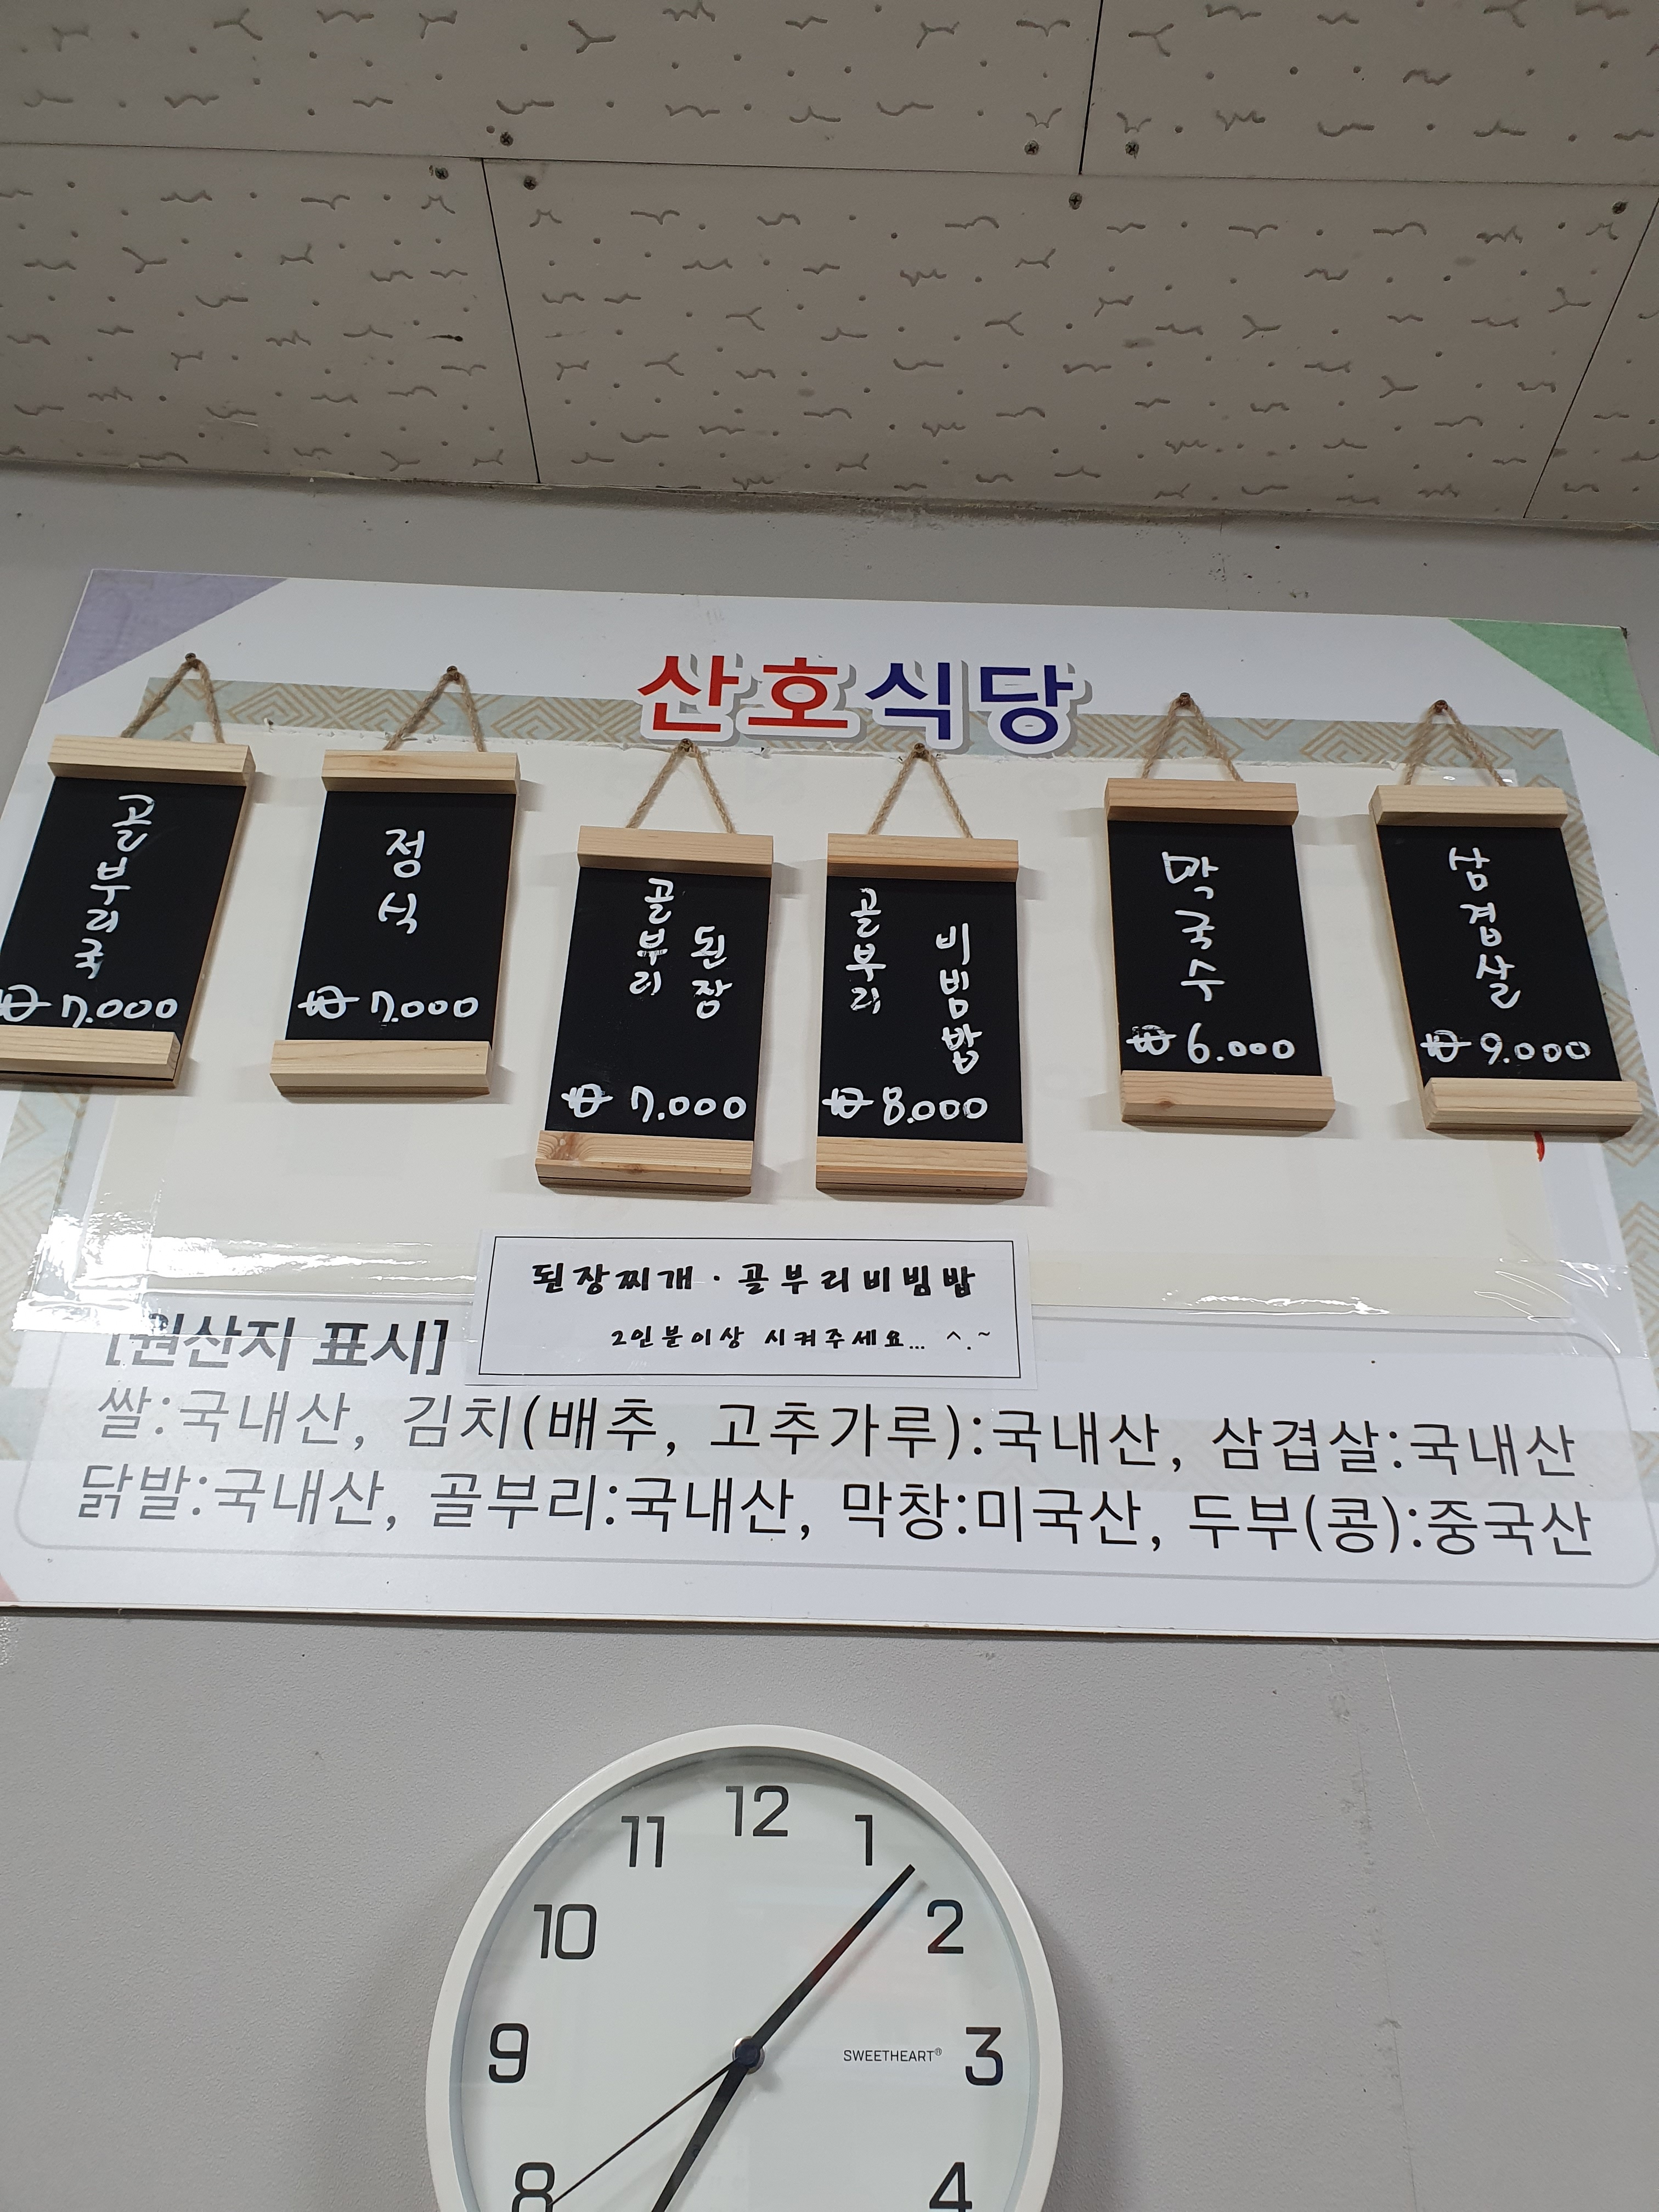 산호식당
골부리국
₩7.000
정식
₩7.000
골부리
된장
₩7.000
골부리
비빔밥
₩8.000
막국수
₩6.000
삼겹살
₩9.000
된장찌개·골부리비빔밥
2인분이상 시켜주세요... ^.~
[원산지 표시]
쌀:국내산, 김치(배추, 고추가루):국내산, 삼겹살:국내산
닭발:국내산, 골부리:국내산, 막창:미국산, 두부(콩):중국산
12
11
1
10
2
9
SWEETHEART®
3
8
4